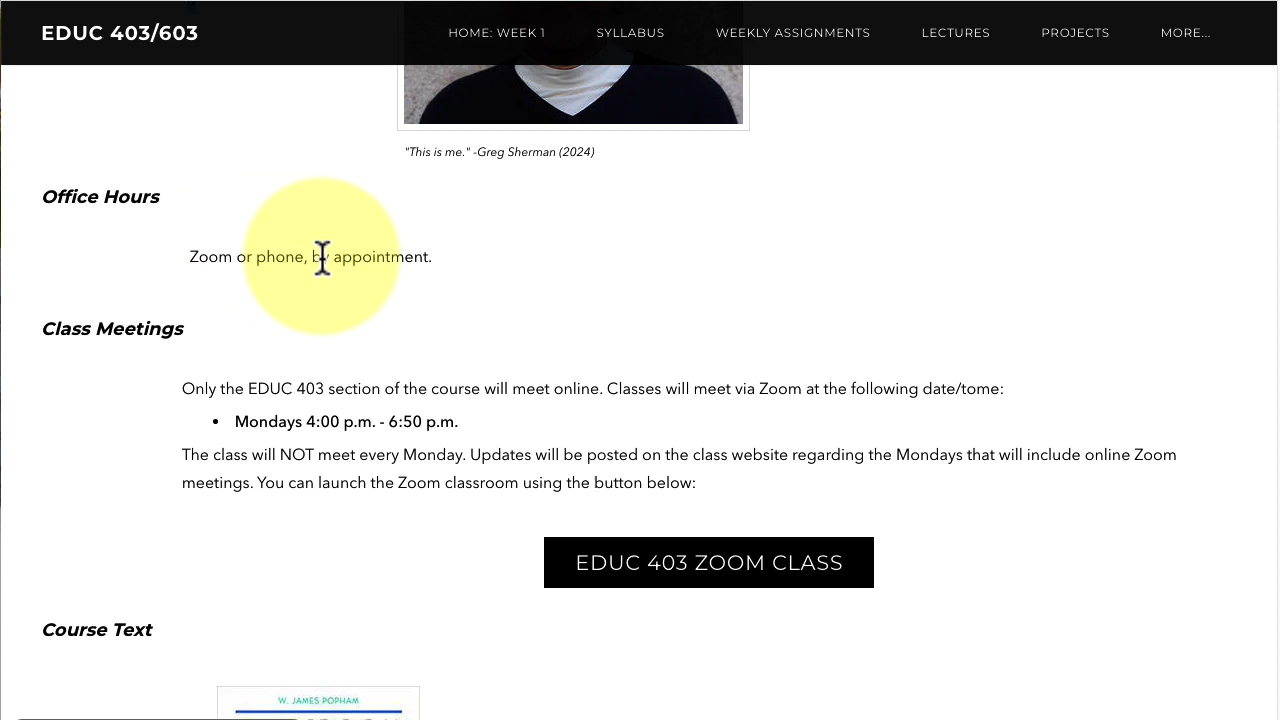 EDUC 403/603
HOME: WEEK 1 SYLLABUS WEEKLY ASSIGNMENTS LECTURES PROJECTS MORE...
"This is me." -Greg Sherman (2024)
Office Hours
Zoom or phone, by appointment.
Class Meetings
Only the EDUC 403 section of the course will meet online. Classes will meet via Zoom at the following date/tome:
• Mondays 4:00 p.m. - 6:50 p.m.
The class will NOT meet every Monday. Updates will be posted on the class website regarding the Mondays that will include online Zoom
meetings. You can launch the Zoom classroom using the button below:
EDUC 403 ZOOM CLASS
Course Text
W. JAMES POPHAM